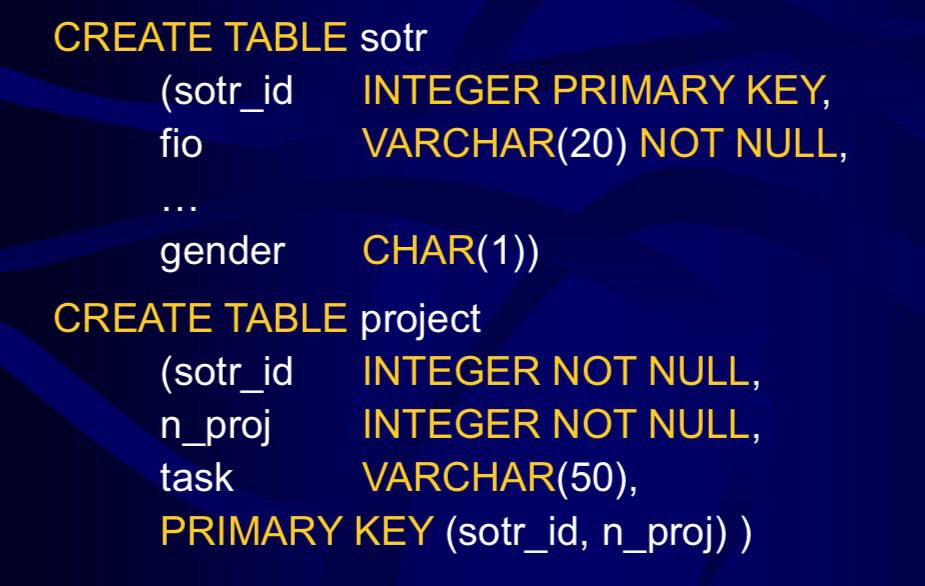 CREATE TABLE sotr
(sotr_id INTEGER PRIMARY KEY,
fio VARCHAR(20) NOT NULL,
…
gender CHAR(1))
CREATE TABLE project
(sotr_id INTEGER NOT NULL,
n_proj INTEGER NOT NULL,
task VARCHAR(50),
PRIMARY KEY (sotr_id, n_proj) )